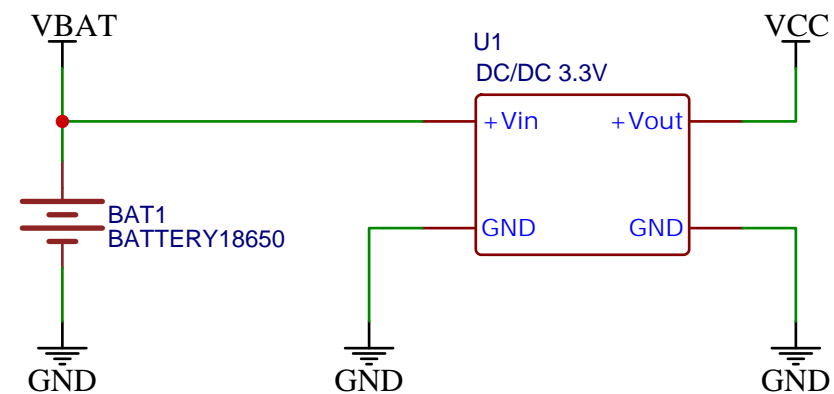 VBAT
VCC
U1
DC/DC 3.3V
+Vin
+Vout
BAT1
BATTERY18650
GND
GND
GND
GND
GND